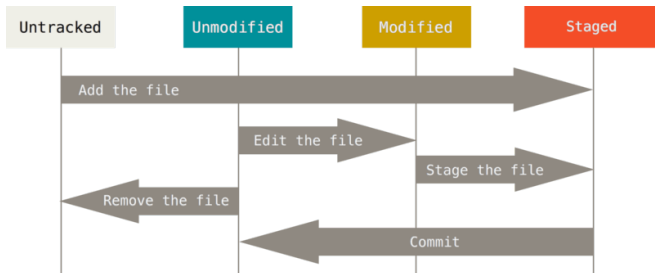 Untracked
Unmodified
Modified
Staged
Add the file
Edit the file
Stage the file
Remove the file
Commit